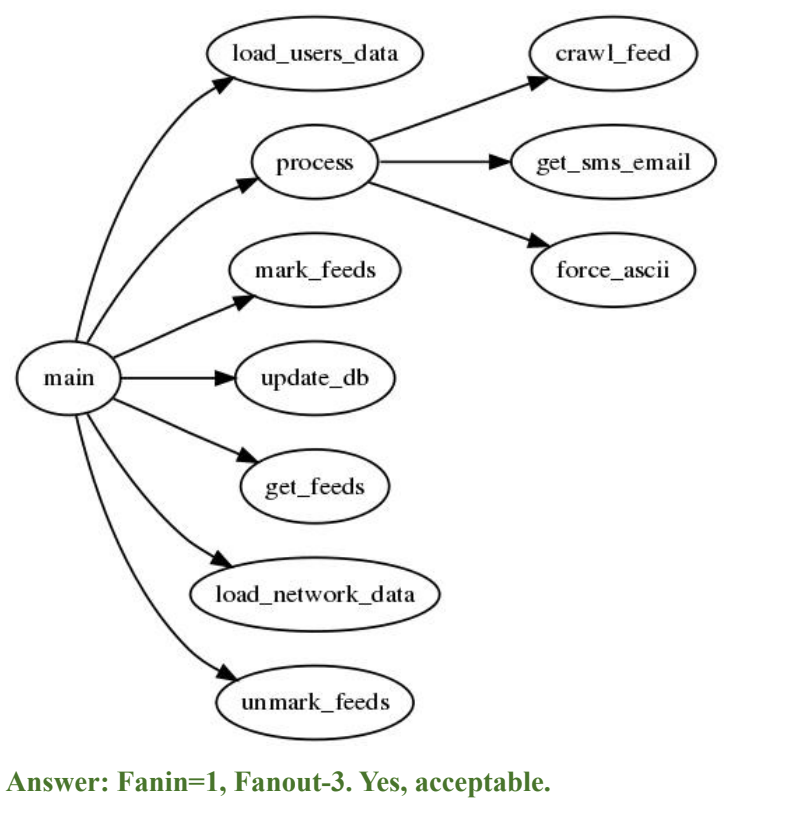 load_users_data
crawl_feed
process
get_sms_email
mark_feeds
force_ascii
main
update_db
get_feeds
load_network_data
unmark_feeds
Answer: Fanin=1, Fanout-3. Yes, acceptable.